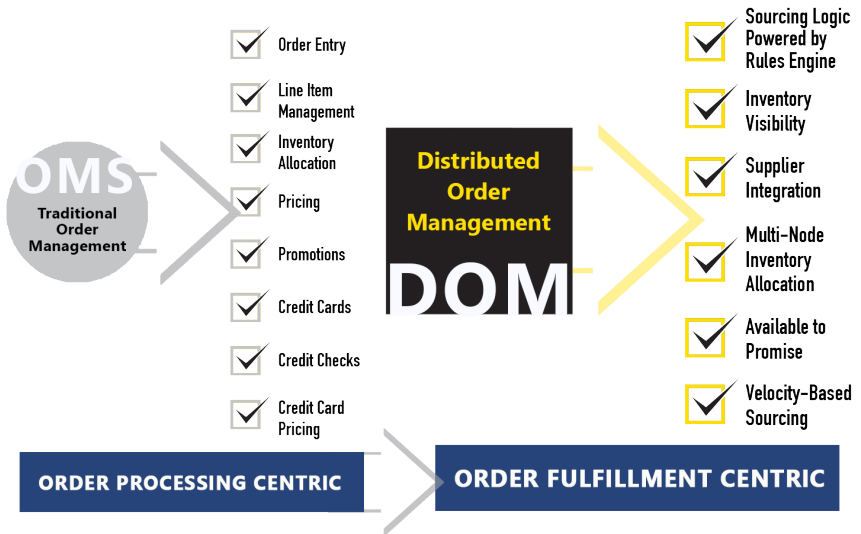 OMS
Traditional
Order
Management
Order Entry
Line Item
Management
Inventory
Allocation
Pricing
Promotions
Credit Cards
Credit Checks
Credit Card
Pricing
Distributed
Order
Management
DOM
Sourcing Logic
Powered by
Rules Engine
Inventory
Visibility
Supplier
Integration
Multi-Node
Inventory
Allocation
Available to
Promise
Velocity-Based
Sourcing
ORDER PROCESSING CENTRIC
ORDER FULFILLMENT CENTRIC